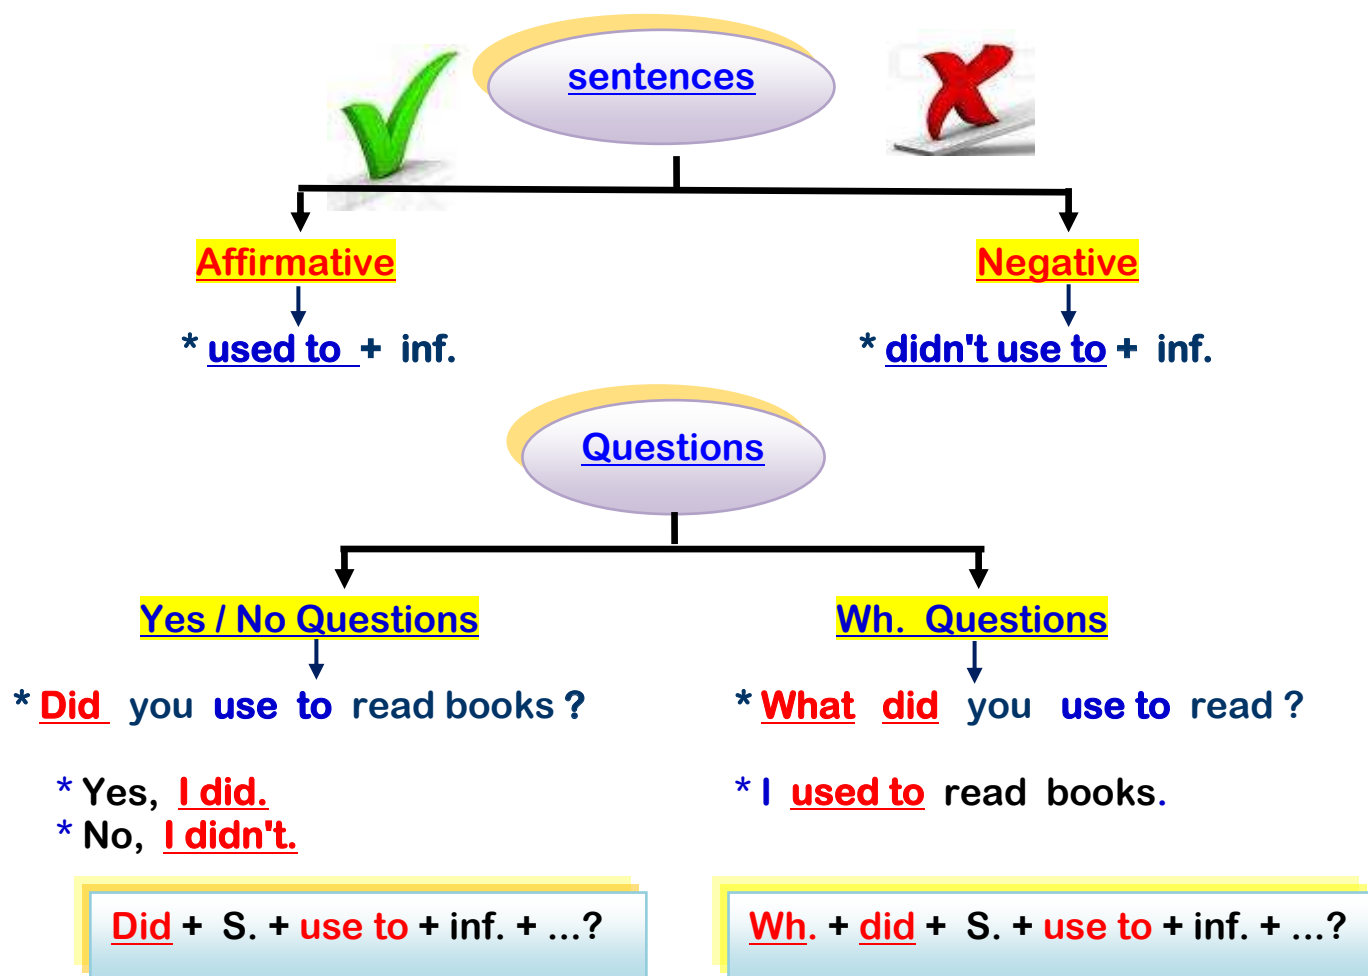 sentences
Affirmative
Negative
* used to + inf.
* didn't use to + inf.
Questions
Yes / No Questions
Wh. Questions
* Did you use to read books ?
* What did you use to read ?
* Yes, I did.
* I used to read books.
* No, I didn't.
Did + S. + use to + inf. + ...?
Wh. + did + S. + use to + inf. + ...?